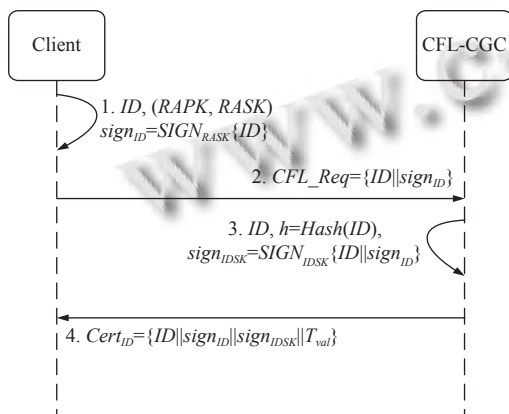 Client
CFL-CGC
1. ID, (RAPK, RASK)
sign_ID=SIGN_RASK{ID}
2. CFL_Req={ID||sign_ID}
3. ID, h=Hash(ID),
sign_IDSK=SIGN_IDSK{ID||sign_ID}
4. Cert_ID={ID||sign_ID||sign_IDSK||T_val}
www.c